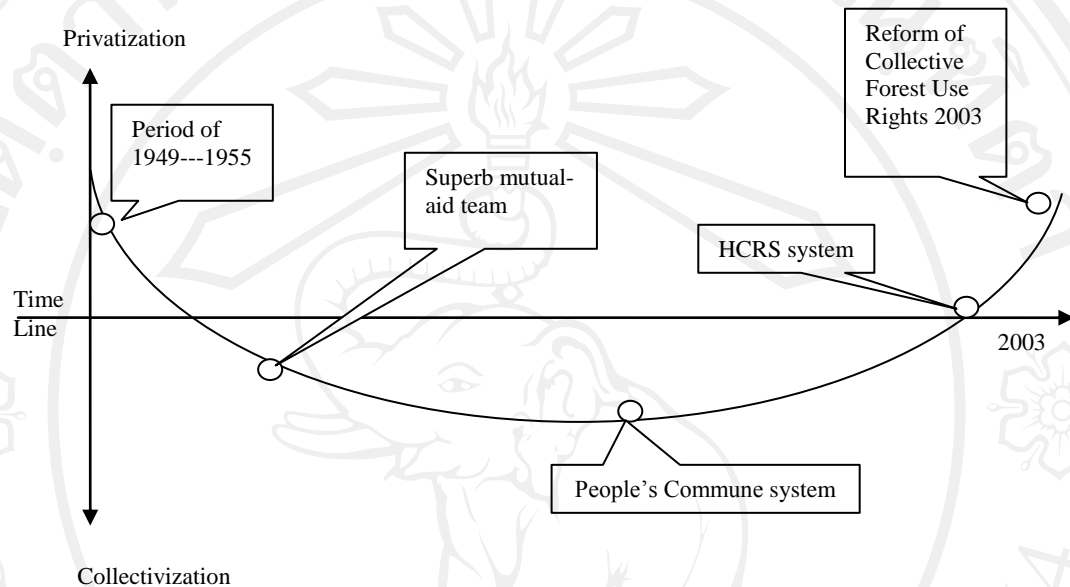 Privatization
Reform of
Collective
Forest Use
Rights 2003
Period of
1949---1955
Superb mutual-
aid team
HCRS system
Time
Line
2003
People’s Commune system
Collectivization